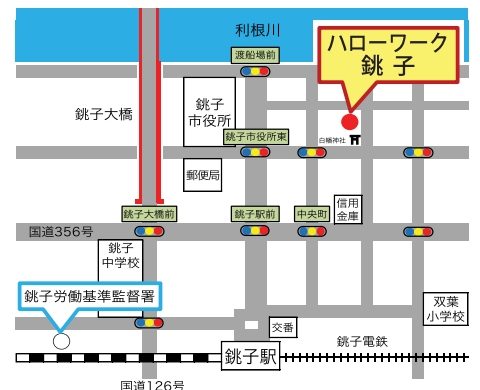 利根川
渡船場前
ハローワーク
銚子
銚子大橋
銚子
市役所
銚子市役所東
白幡神社
郵便局
信用
金庫
銚子大橋前
銚子駅前
中央町
国道356号
銚子
中学校
銚子労働基準監督署
双葉
小学校
交番
銚子電鉄
銚子駅
国道126号